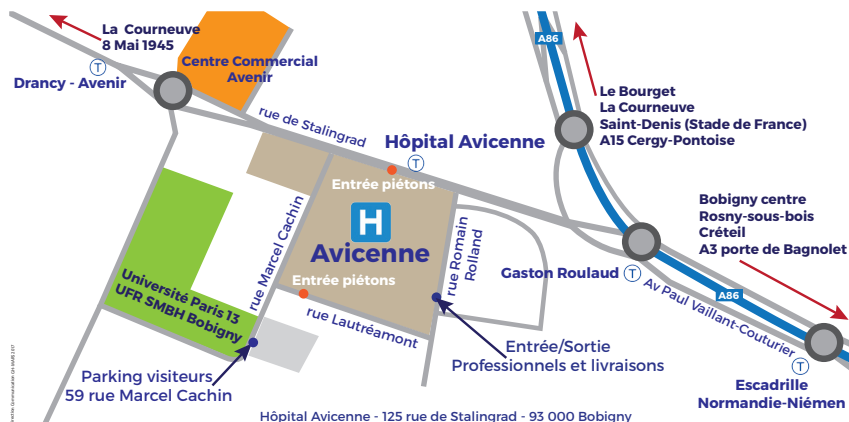 La Courneuve
8 Mai 1945
T
Drancy - Avenir
Centre Commercial
Avenir
A86
Le Bourget
La Courneuve
Saint-Denis (Stade de France)
A15 Cergy-Pontoise
rue de Stalingrad
Hôpital Avicenne
T
Entrée piétons
H
Avicenne
Entrée piétons
rue Marcel Cachin
rue Romain
Rolland
rue Lautréamont
Bobigny centre
Rosny-sous-bois
Créteil
A3 porte de Bagnolet
Gaston Roulaud
T
A86
Av Paul Vaillant-Couturier
T
Escadrille
Normandie-Niémen
Université Paris 13
UFR SMBH Bobigny
Parking visiteurs
59 rue Marcel Cachin
Entrée/Sortie
Professionnels et livraisons
Hôpital Avicenne - 125 rue de Stalingrad - 93 000 Bobigny